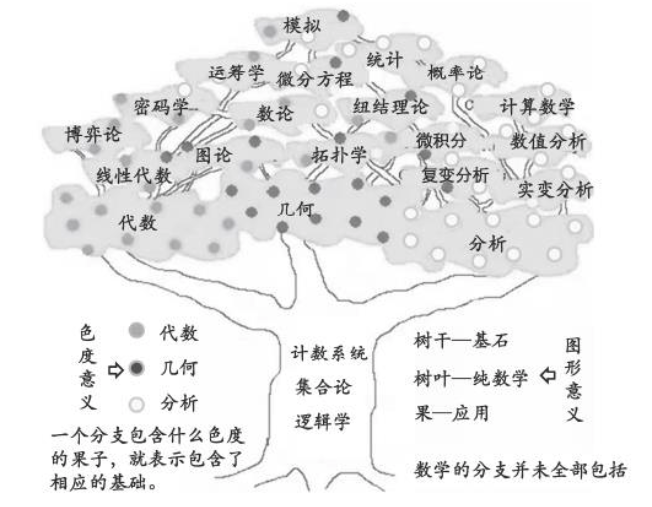 模拟
统计
运筹学
微分方程
概率论
密码学
数论
纽结理论
计算数学
博弈论
图论
拓扑学
微积分
数值分析
线性代数
复变分析
实变分析
代数
几何
分析
色度意义
代数
几何
分析
一个分支包含什么色度
的果子，就表示包含了
相应的基础。
计数系统
集合论
逻辑学
树干—基石
树叶—纯数学
果—应用
图形意义
数学的分支并未全部包括